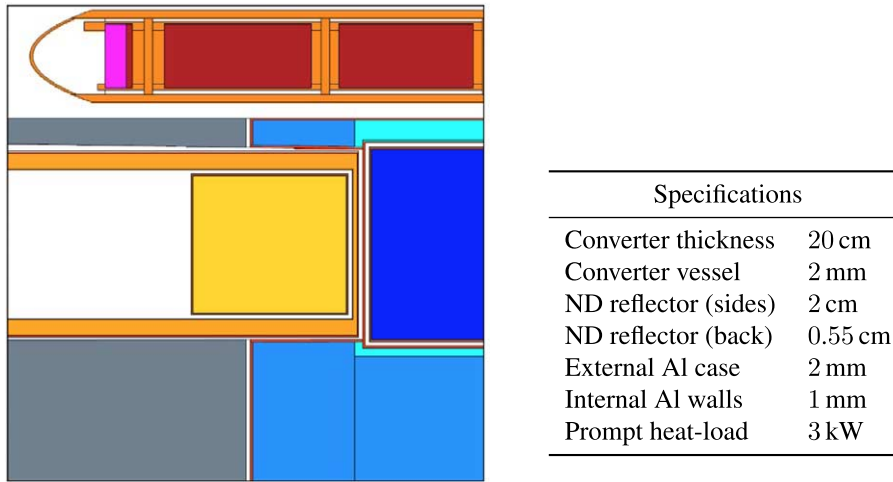 Specifications
Converter thickness 20 cm
Converter vessel 2 mm
ND reflector (sides) 2 cm
ND reflector (back) 0.55 cm
External Al case 2 mm
Internal Al walls 1 mm
Prompt heat-load 3 kW